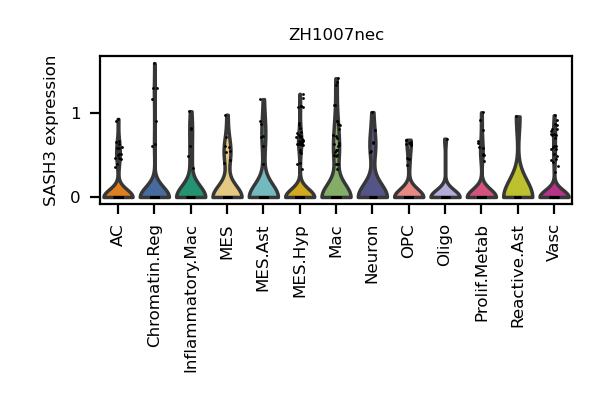 ZH1007nec
SASH3 expression
1
0
AC
Chromatin.Reg
Inflammatory.Mac
MES
MES.Ast
MES.Hyp
Mac
Neuron
OPC
Oligo
Prolif.Metab
Reactive.Ast
Vasc